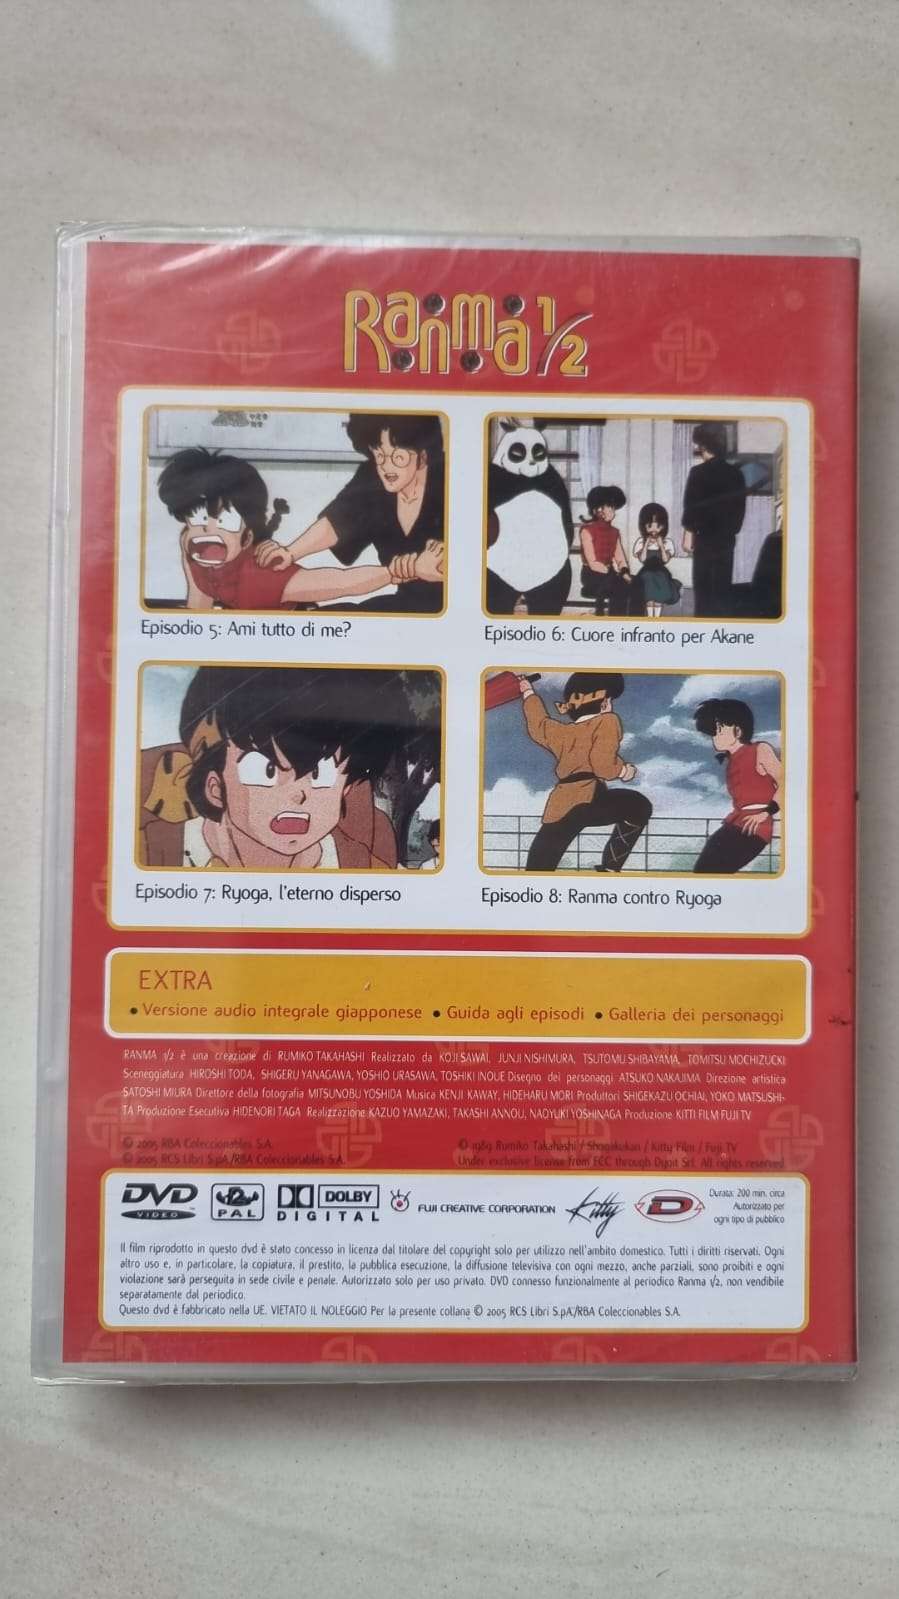 Ranma 1/2
Episodio 5: Ami tutto di me?
Episodio 6: Cuore infranto per Akane
Episodio 7: Ryoga, l'eterno disperso
Episodio 8: Ranma contro Ryoga
EXTRA
• Versione audio integrale giapponese • Guida agli episodi • Galleria dei personaggi
RANMA 1/2 è una creazione di RUMIKO TAKAHASHI Realizzato da KOJI SAWAI, JUNJI NISHIMURA, TSUTOMU SHIBAYAMA, TOMITSU MOCHIZUCKI
Sceneggiatura HIROSHI TODA, SHIGERU YANAGAWA, YOSHIO URASAWA, TOSHIKI INOUE Disegno dei personaggi ATSUKO NAKAJIMA Direzione artistica
SATOSHI MIURA Direttore della fotografia MITSUNOBU YOSHIDA Musica KENJI KAWAY, HIDEHARU MORI Produttori SHIGEKAZU OCHIAI, YOKO MATSUSHI-
TA Produzione Esecutiva HIDENORI TAGA Realizzazione KAZUO YAMAZAKI, TAKASHI ANNOU, NAOYUKI YOSHINAGA Produzione KITTI FILM FUJI TV
© 2005 RBA Coleccionables S.A.
© 2005 RCS Libri S.p.A./RBA Coleccionables S.A.
© 1989 Rumiko Takahashi / Shogakukan / Kitty Film / Fuji TV
Under exclusive license from FCC through Dynit Srl. All rights reserved
DVD VIDEO
PAL
DOLBY DIGITAL
FUJI CREATIVE CORPORATION
Kitty
D
Durata: 200 min. circa
Autorizzato per
ogni tipo di pubblico
Il film riprodotto in questo dvd è stato concesso in licenza dal titolare del copyright solo per utilizzo nell'ambito domestico. Tutti i diritti riservati. Ogni
altro uso e, in particolare, la copiatura, il prestito, la pubblica esecuzione, la diffusione televisiva con ogni mezzo, anche parziali, sono proibiti e ogni
violazione sarà perseguita in sede civile e penale. Autorizzato solo per uso privato. DVD connesso funzionalmente al periodico Ranma 1/2, non vendibile
separatamente dal periodico.
Questo dvd è fabbricato nella UE. VIETATO IL NOLEGGIO Per la presente collana © 2005 RCS Libri S.p.A./RBA Coleccionables S.A.